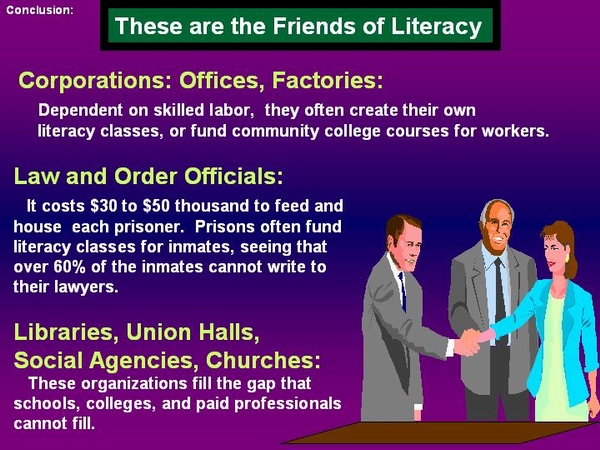 Conclusion:
These are the Friends of Literacy
Corporations: Offices, Factories:
Dependent on skilled labor, they often create their own
literacy classes, or fund community college courses for workers.
Law and Order Officials:
It costs $30 to $50 thousand to feed and
house each prisoner. Prisons often fund
literacy classes for inmates, seeing that
over 60% of the inmates cannot write to
their lawyers.
Libraries, Union Halls,
Social Agencies, Churches:
These organizations fill the gap that
schools, colleges, and paid professionals
cannot fill.